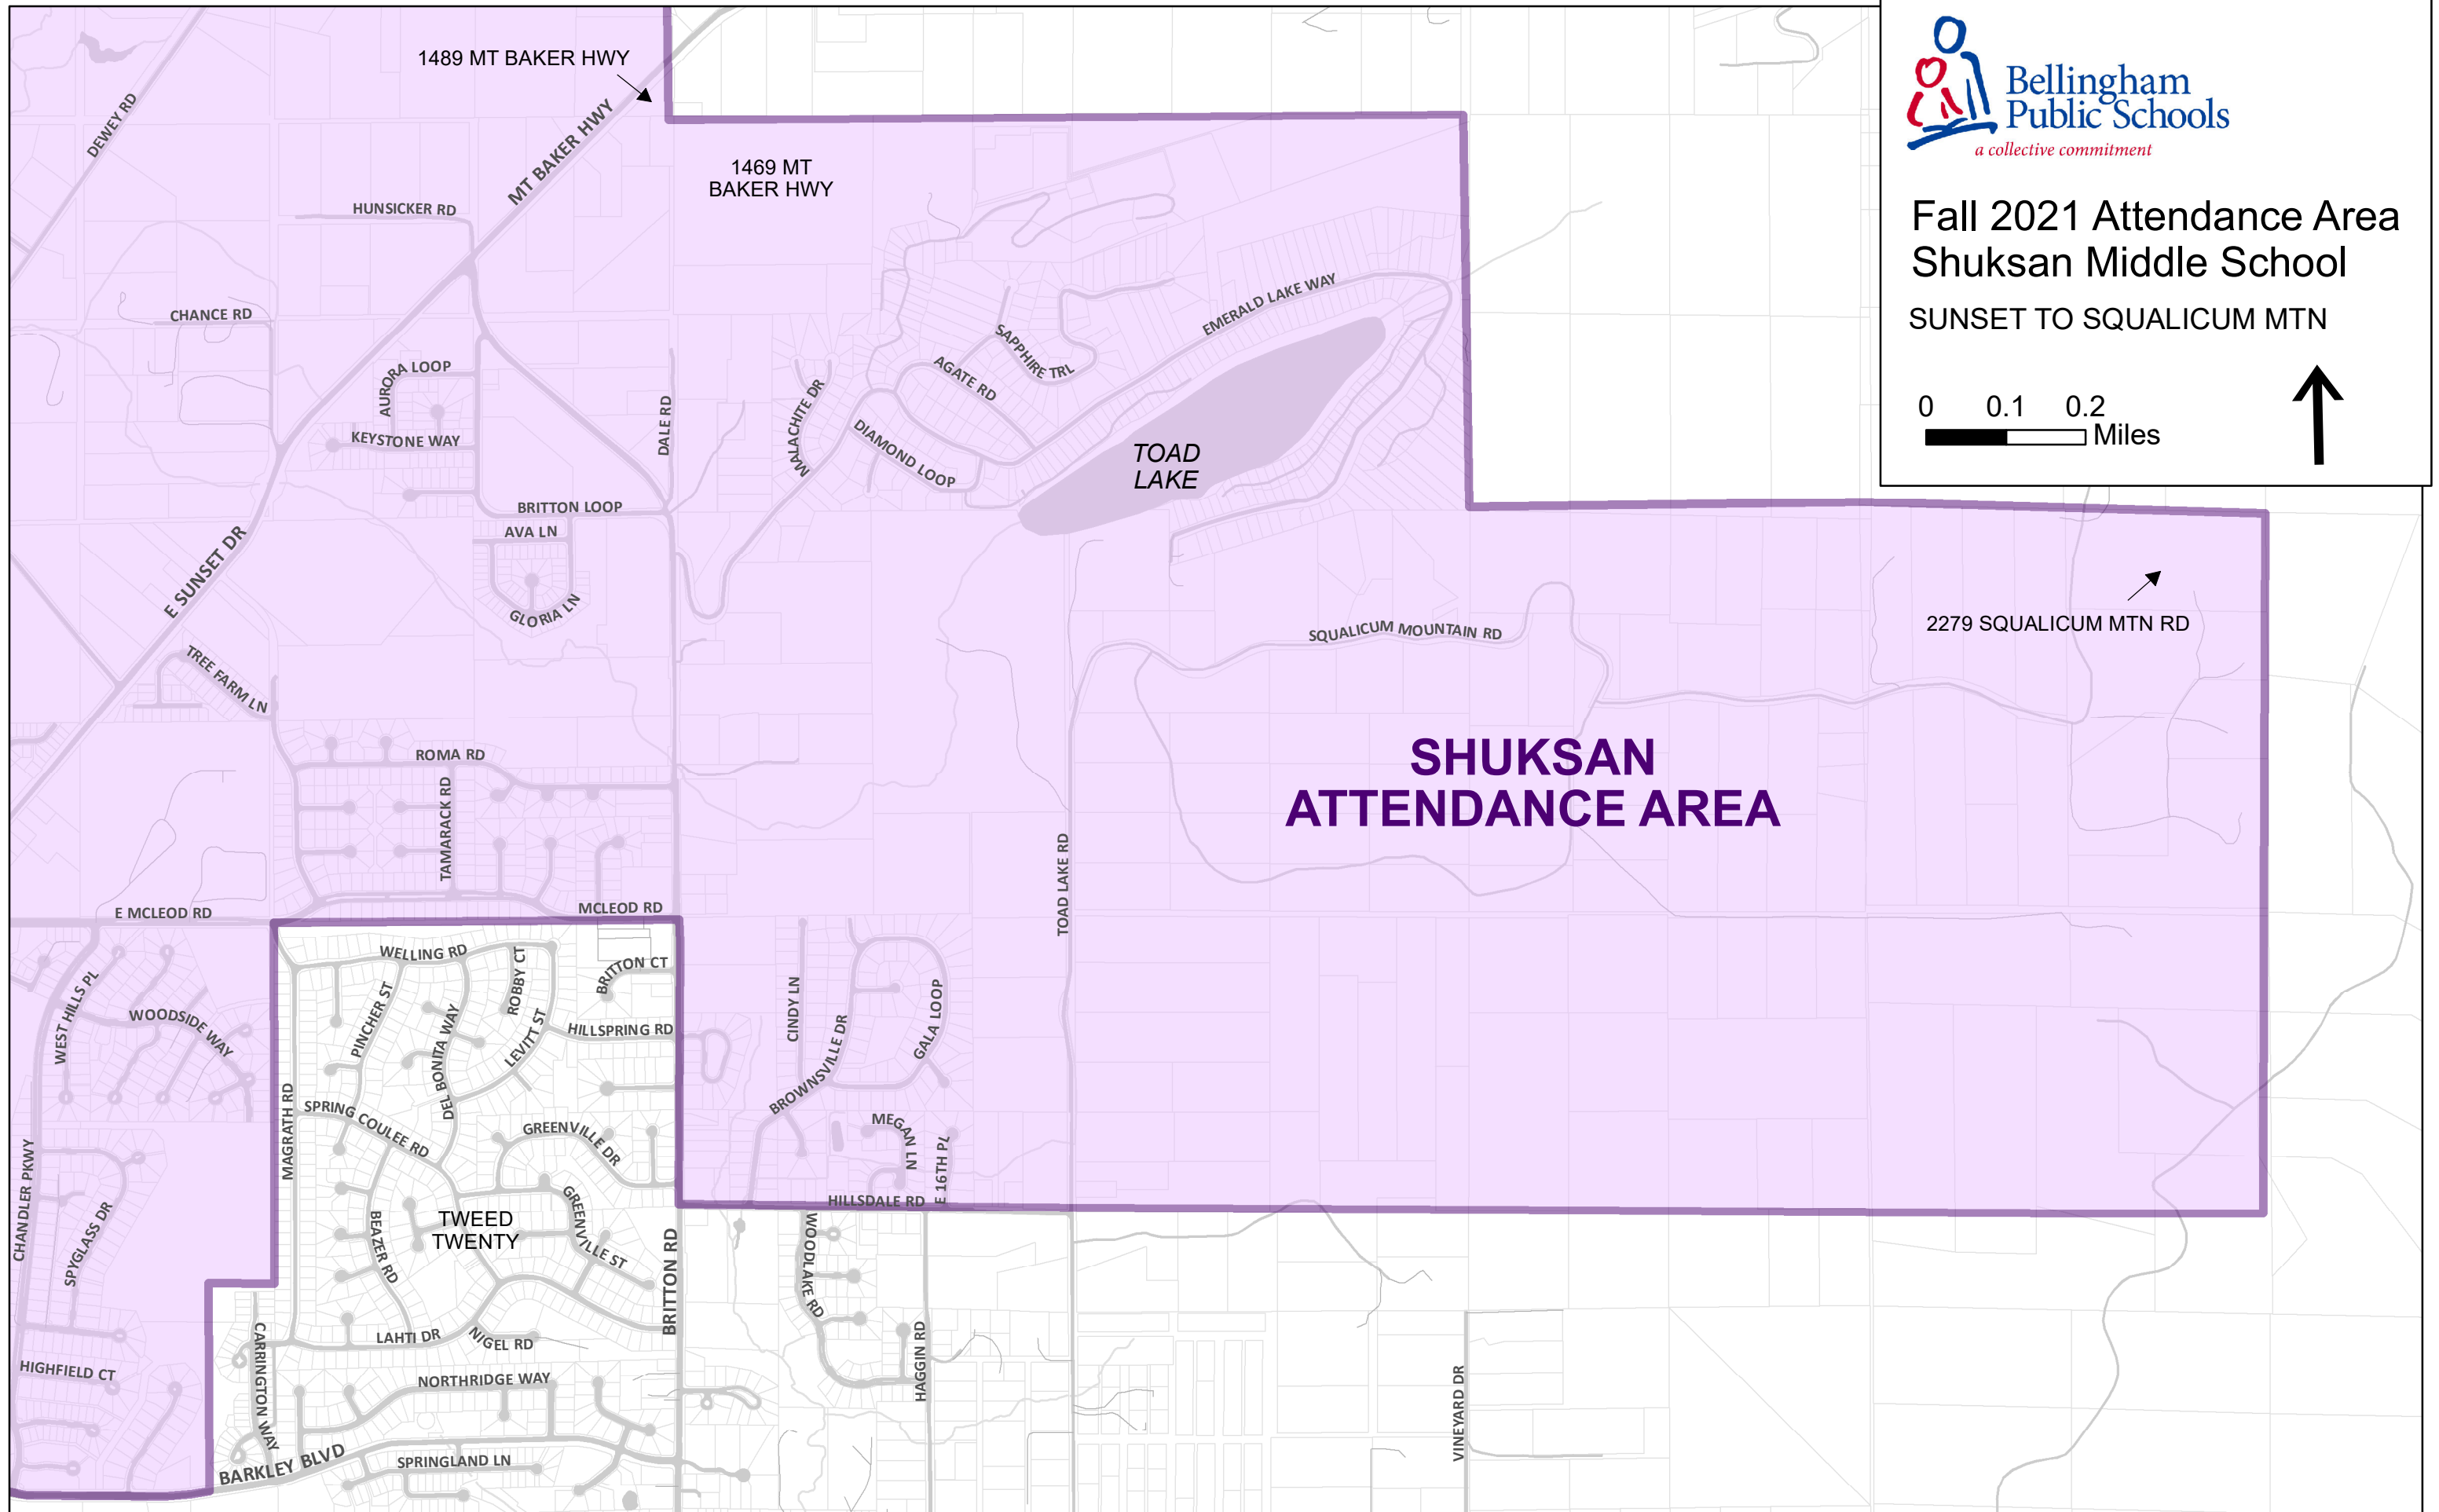 Bellingham
Public Schools
a collective commitment
Fall 2021 Attendance Area
Shuksan Middle School
SUNSET TO SQUALICUM MTN
0 0.1 0.2
Miles
1489 MT BAKER HWY
DEWEY RD
MT BAKER HWY
1469 MT
BAKER HWY
HUNSICKER RD
CHANCE RD
AURORA LOOP
KEYSTONE WAY
DALE RD
MALACHITE DR
AGATE RD
SAPPHIRE TRL
EMERALD LAKE WAY
DIAMOND LOOP
TOAD
LAKE
BRITTON LOOP
AVA LN
GLORIA LN
E SUNSET DR
TREE FARM LN
SQUALICUM MOUNTAIN RD
2279 SQUALICUM MTN RD
ROMA RD
TAMARACK RD
SHUKSAN
ATTENDANCE AREA
TOAD LAKE RD
E MCLEOD RD
MCLEOD RD
WELLING RD
ROBBY CT
BRITTON CT
WEST HILLS PL
WOODSIDE WAY
PINCHER ST
DEL BONITA WAY
LEVITT ST
HILLSPRING RD
CINDY LN
BROWNSVILLE DR
GALA LOOP
MAGRATH RD
SPRING COULEE RD
GREENVILLE DR
MEGAN LN
E 16TH PL
HILLSDALE RD
CHANDLER PKWY
SPYGLASS DR
BEAZER RD
TWEED
TWENTY
GREENVILLE ST
BRITTON RD
WOODLAKE RD
HAGGIN RD
VINEYARD DR
HIGHFIELD CT
CARRINGTON WAY
LAHTI DR
NIGEL RD
NORTHRIDGE WAY
BARKLEY BLVD
SPRINGLAND LN